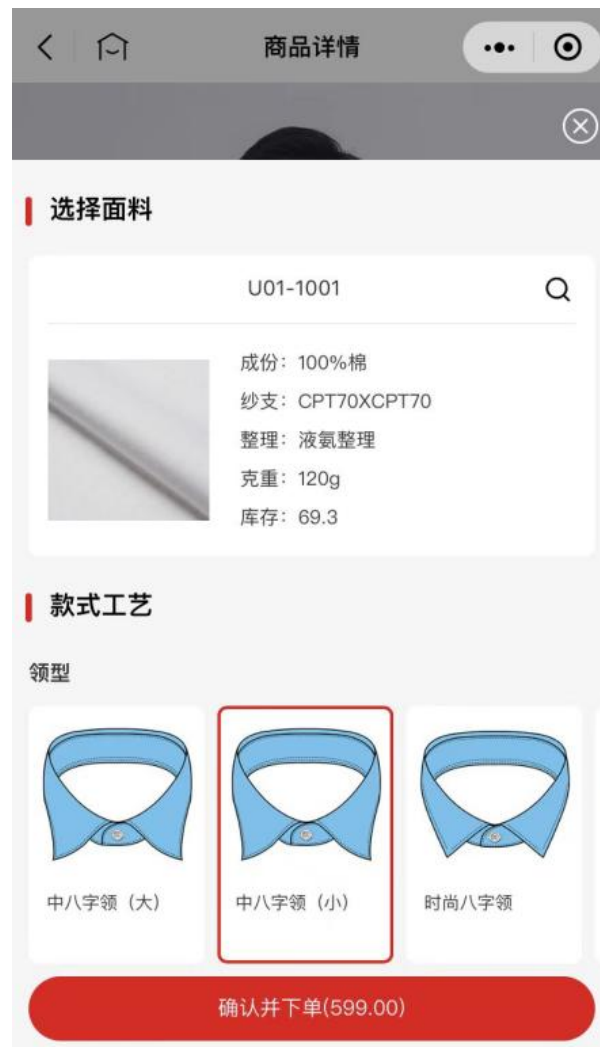 商品详情
选择面料
U01-1001
成份：100%棉
纱支：CPT70XCPT70
整理：液氨整理
克重：120g
库存：69.3
款式工艺
领型
中八字领（大）
中八字领（小）
时尚八字领
确认并下单(599.00)